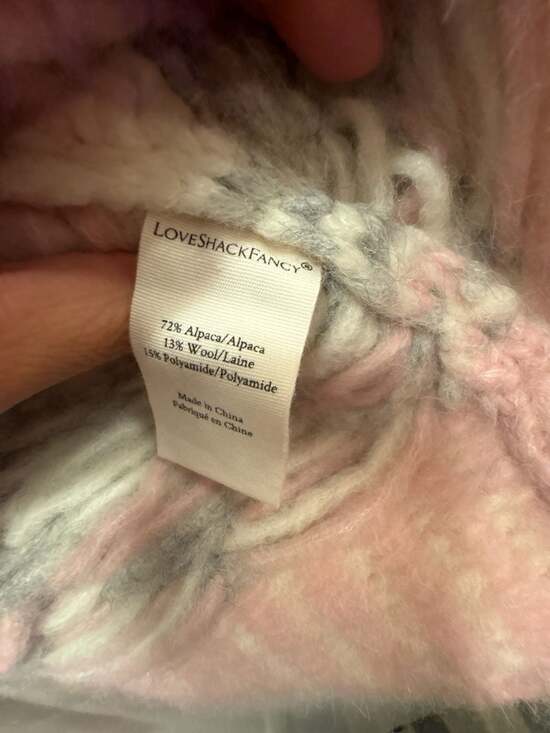 LoveShackFancy®
72% Alpaca/Alpaca
13% Wool/Laine
15% Polyamide/Polyamide
Made in China
Fabriqué en Chine